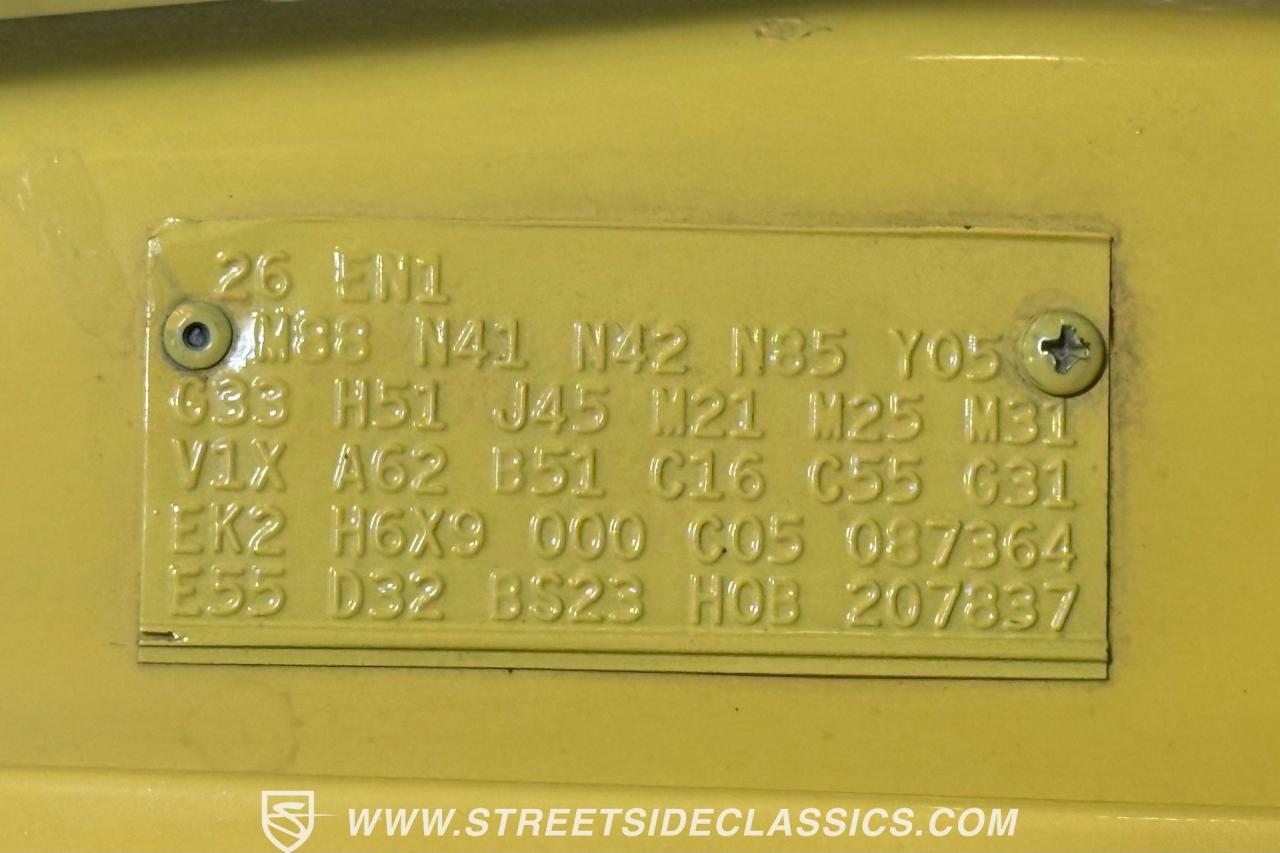 26 EN1
M88 N41 N42 N85 Y05
G33 H51 J45 M21 M25 M31
V1X A62 B51 C16 C55 G31
EK2 H6X9 000 C05 087364
E55 D32 BS23 H0B 207837
WWW.STREETSIDECLASSICS.COM